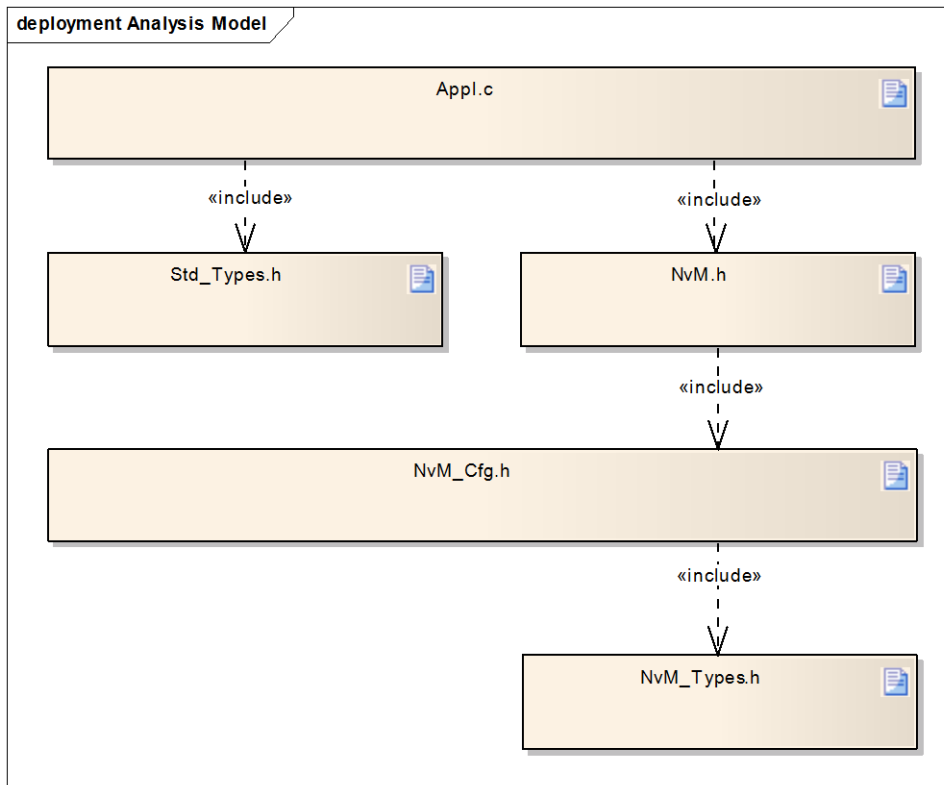 deployment Analysis Model
Appl.c
«include»
«include»
Std_Types.h
NvM.h
«include»
NvM_Cfg.h
«include»
NvM_Types.h